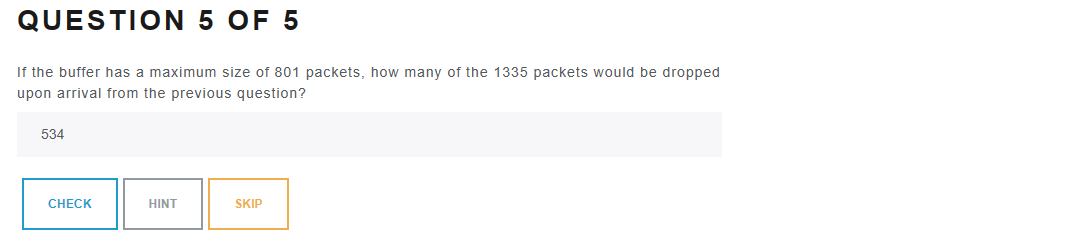 QUESTION 5 OF 5
If the buffer has a maximum size of 801 packets, how many of the 1335 packets would be dropped
upon arrival from the previous question?
534
CHECK HINT SKIP